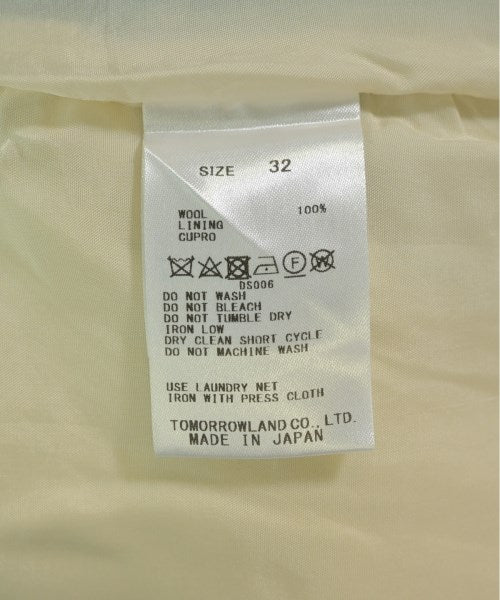 SIZE 32
WOOL 100%
LINING
CUPRO
F W
DS006
DO NOT WASH
DO NOT BLEACH
DO NOT TUMBLE DRY
IRON LOW
DRY CLEAN SHORT CYCLE
DO NOT MACHINE WASH
USE LAUNDRY NET
IRON WITH PRESS CLOTH
TOMORROWLAND CO., LTD.
MADE IN JAPAN